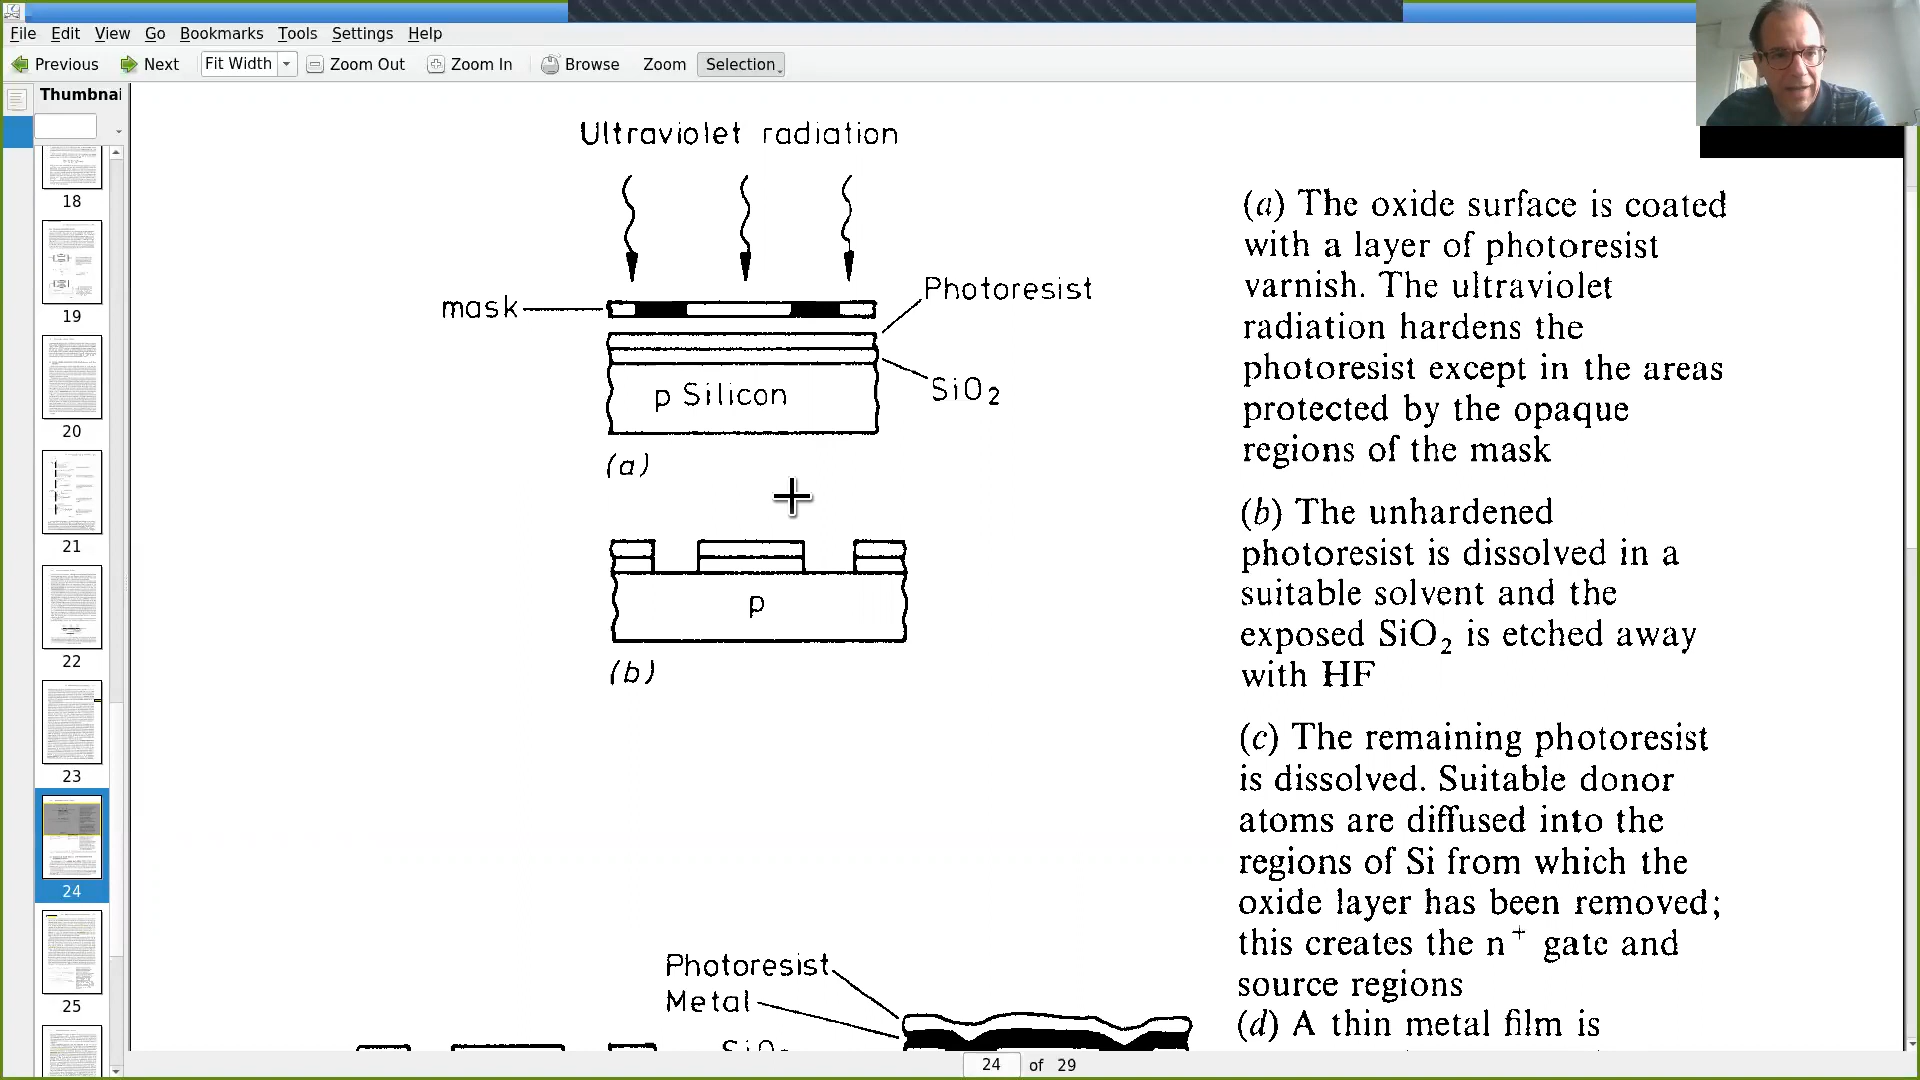 File Edit View Go Bookmarks Tools Settings Help
Previous Next Fit Width Zoom Out Zoom In Browse Zoom Selection
Thumbnai
18
19
20
21
22
23
24
25
Ultraviolet radiation
mask
Photoresist
SiO2
p Silicon
(a)
p
(b)
Photoresist
Metal
SiO2
(a) The oxide surface is coated
with a layer of photoresist
varnish. The ultraviolet
radiation hardens the
photoresist except in the areas
protected by the opaque
regions of the mask
(b) The unhardened
photoresist is dissolved in a
suitable solvent and the
exposed SiO2 is etched away
with HF
(c) The remaining photoresist
is dissolved. Suitable donor
atoms are diffused into the
regions of Si from which the
oxide layer has been removed;
this creates the n+ gate and
source regions
(d) A thin metal film is
24 of 29